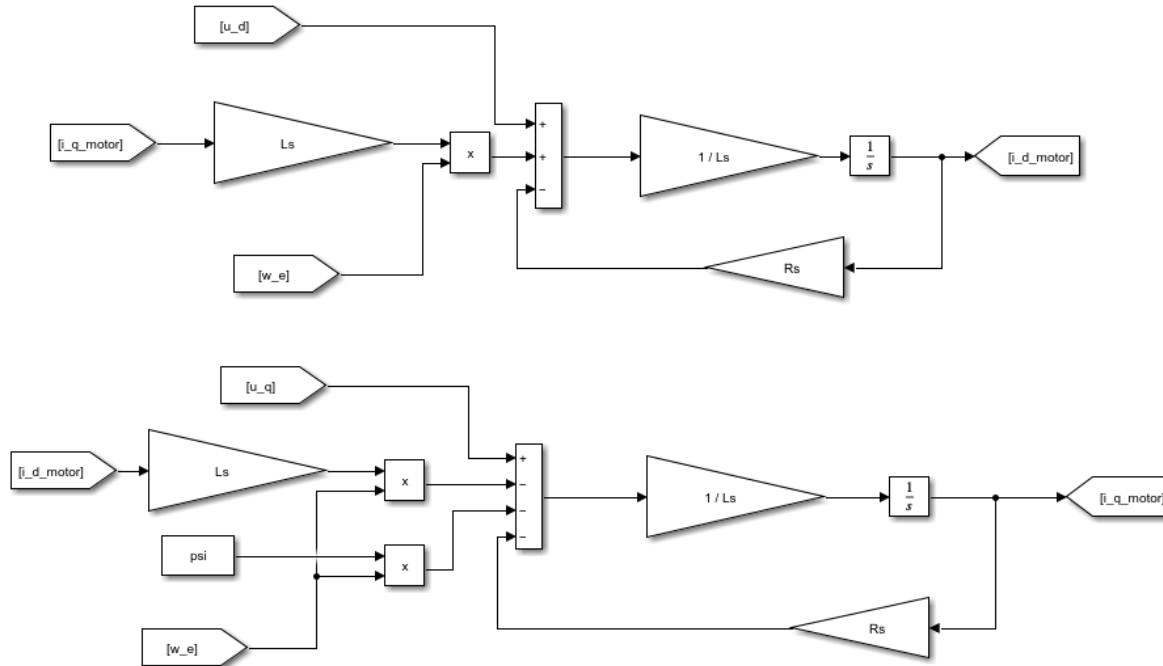 [u_d]
[i_q_motor]
Ls
x
+
+
−
1 / Ls
1
s
[i_d_motor]
[w_e]
Rs
[u_q]
[i_d_motor]
Ls
x
+
−
−
−
1 / Ls
1
s
[i_q_motor]
psi
x
[w_e]
Rs